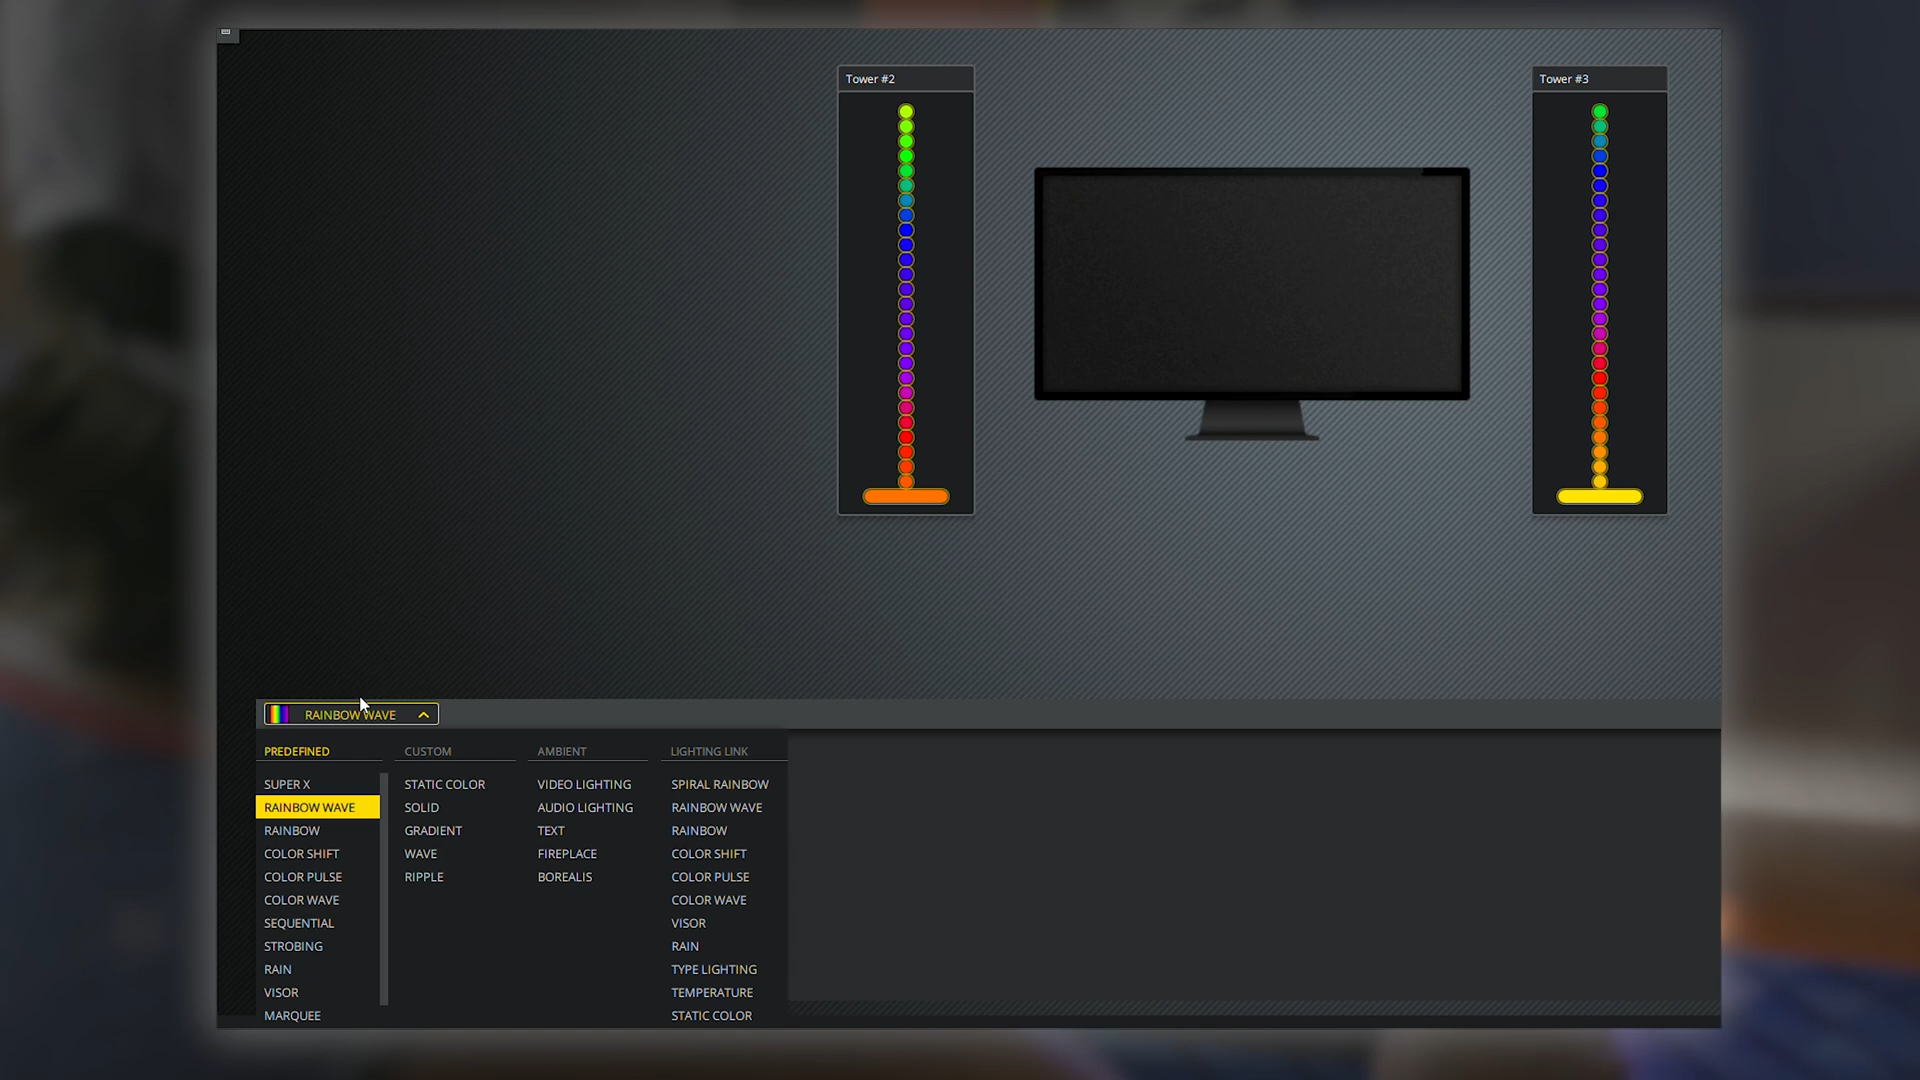 Tower #2
Tower #3
RAINBOW WAVE
PREDEFINED
SUPER X
RAINBOW WAVE
RAINBOW
COLOR SHIFT
COLOR PULSE
COLOR WAVE
SEQUENTIAL
STROBING
RAIN
VISOR
MARQUEE
CUSTOM
STATIC COLOR
SOLID
GRADIENT
WAVE
RIPPLE
AMBIENT
VIDEO LIGHTING
AUDIO LIGHTING
TEXT
FIREPLACE
BOREALIS
LIGHTING LINK
SPIRAL RAINBOW
RAINBOW WAVE
RAINBOW
COLOR SHIFT
COLOR PULSE
COLOR WAVE
VISOR
RAIN
TYPE LIGHTING
TEMPERATURE
STATIC COLOR